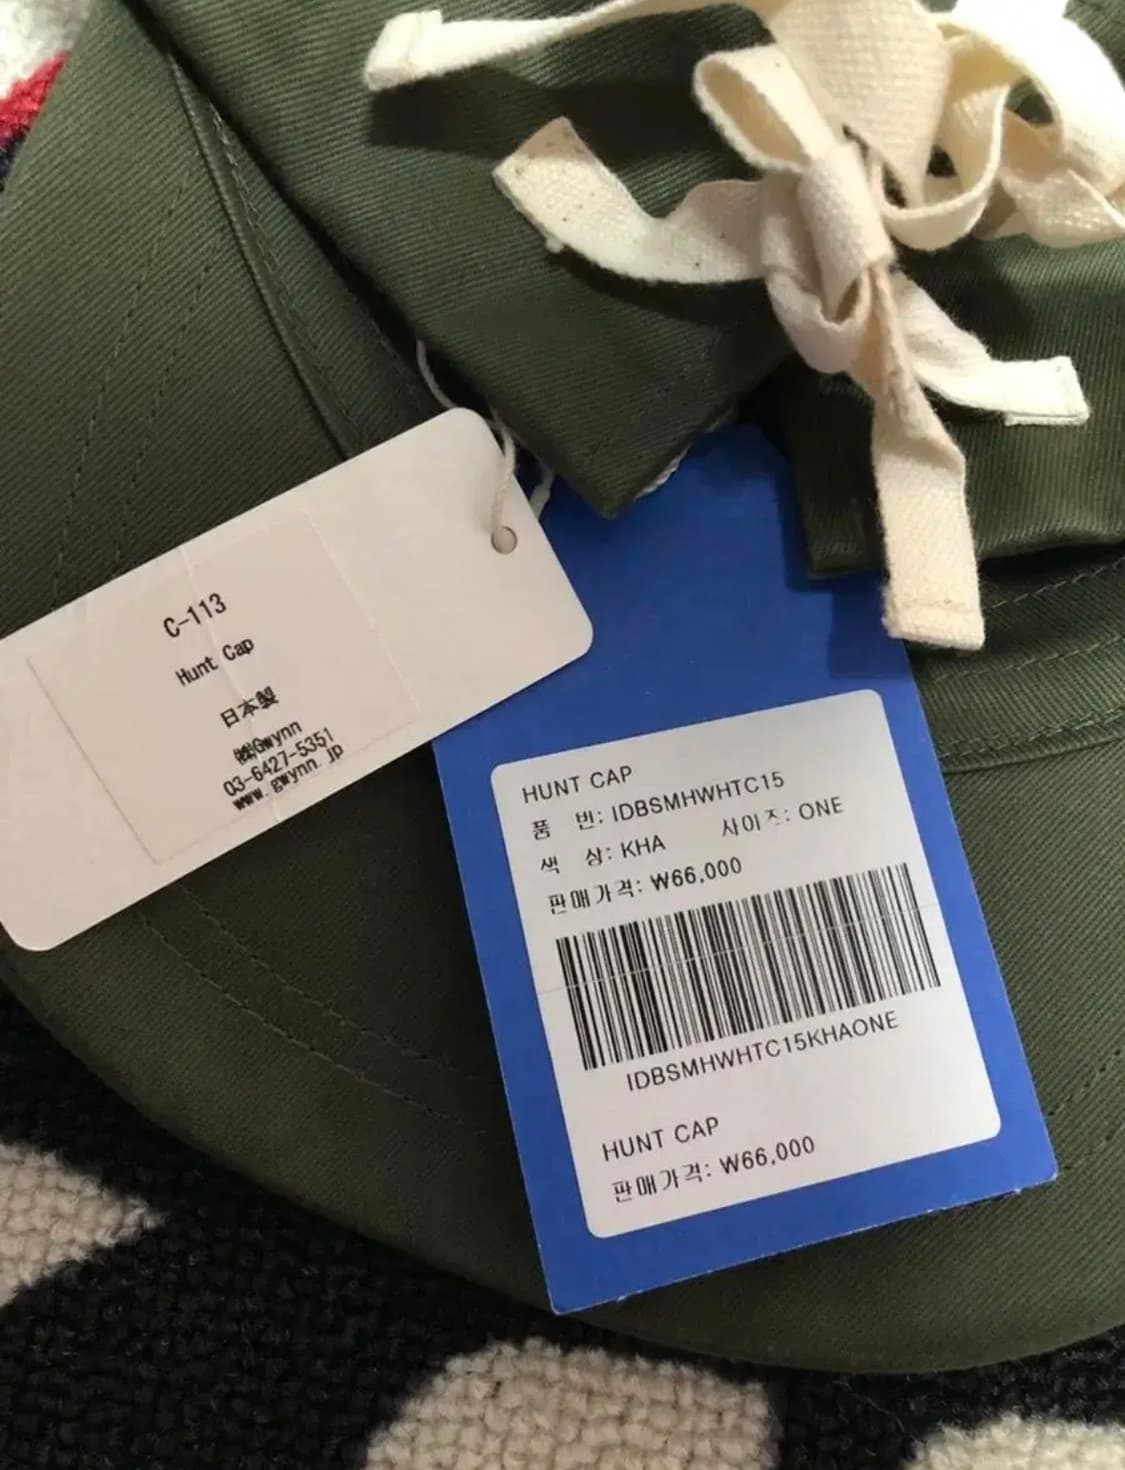 C-113
Hunt Cap
日本製
㈱Gwynn
03-6427-5351
www.gwynn.jp
HUNT CAP
품 번: IDBSMHWHTC15
색 상: KHA 사이즈: ONE
판매가격: ₩66,000
IDBSMHWHTC15KHAONE
HUNT CAP
판매가격: ₩66,000